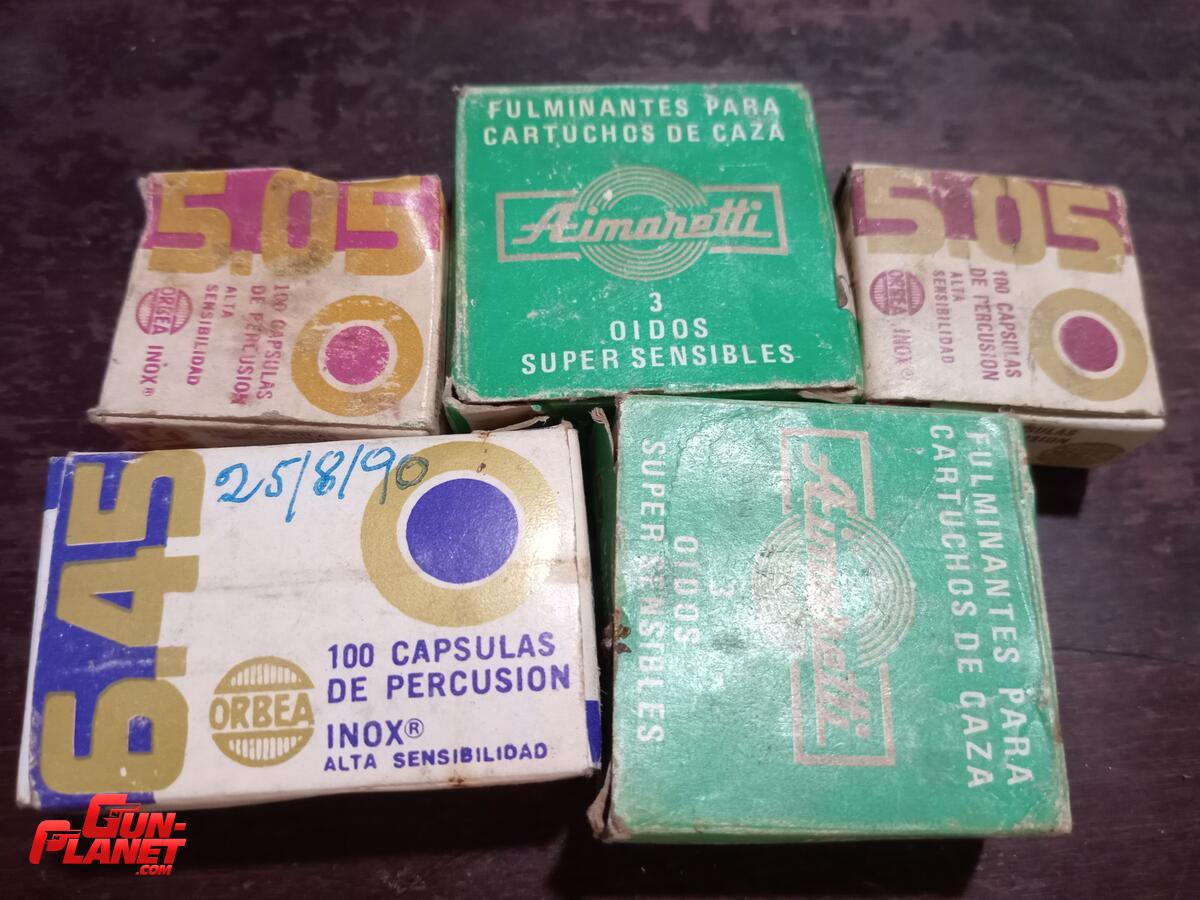 FULMINANTES PARA
CARTUCHOS DE CAZA
Aimaretti
3
OIDOS
SUPER SENSIBLES
5.05
100 CAPSULAS
DE PERCUSION
ALTA
SENSIBILIDAD
ORBEA
INOX®
5.05
100 CAPSULAS
DE PERCUSION
ALTA
SENSIBILIDAD
ORBEA
INOX®
6.45
25/8/90
100 CAPSULAS
DE PERCUSION
ORBEA
INOX®
ALTA SENSIBILIDAD
FULMINANTES PARA
CARTUCHOS DE CAZA
Aimaretti
3
OIDOS
SUPER SENSIBLES
GUN-
PLANET
.COM